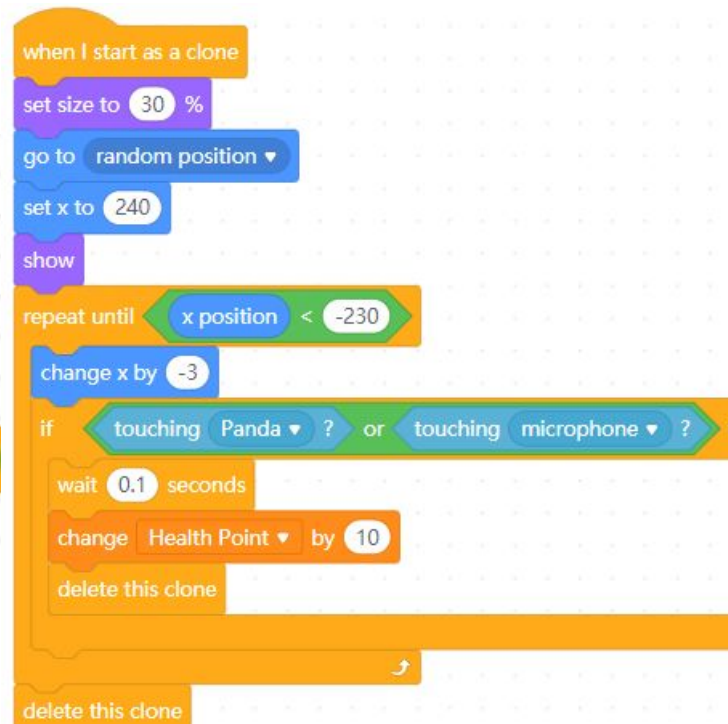 when I start as a clone
set size to 30 %
go to random position
set x to 240
show
repeat until x position < -230
change x by -3
if touching Panda ? or touching microphone ?
wait 0.1 seconds
change Health Point by 10
delete this clone
delete this clone